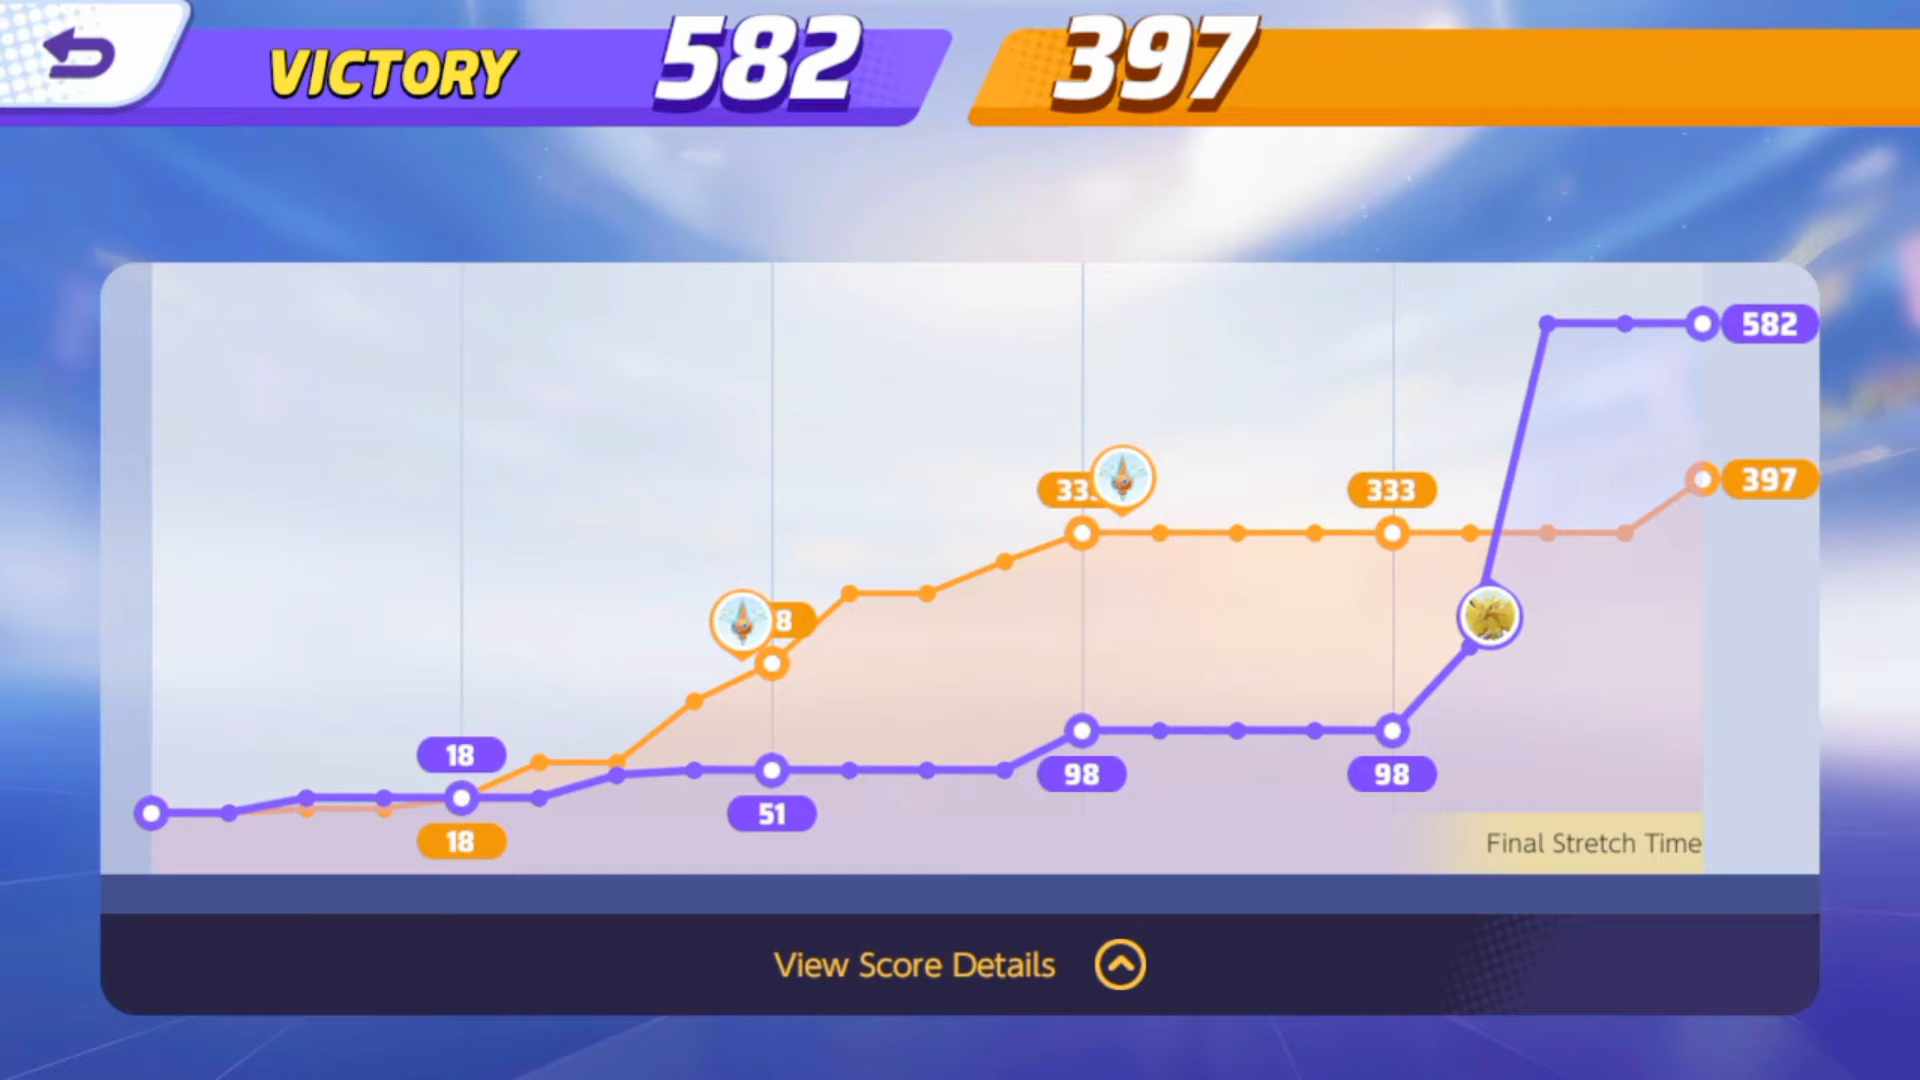 VICTORY 582 397
582
397
333
18
18
51
98
98
Final Stretch Time
View Score Details